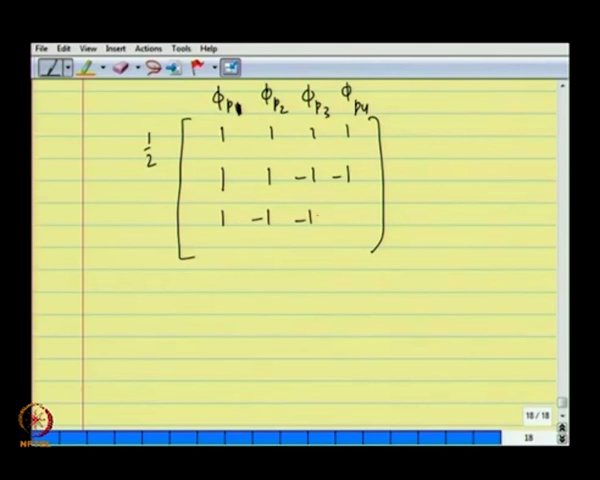 File Edit View Insert Actions Tools Help
ϕp1 ϕp2 ϕp3 ϕp4
1/2 [ 1 1 1 1
1 1 -1 -1
1 -1 -1 ]
18 / 18
18
NPTEL